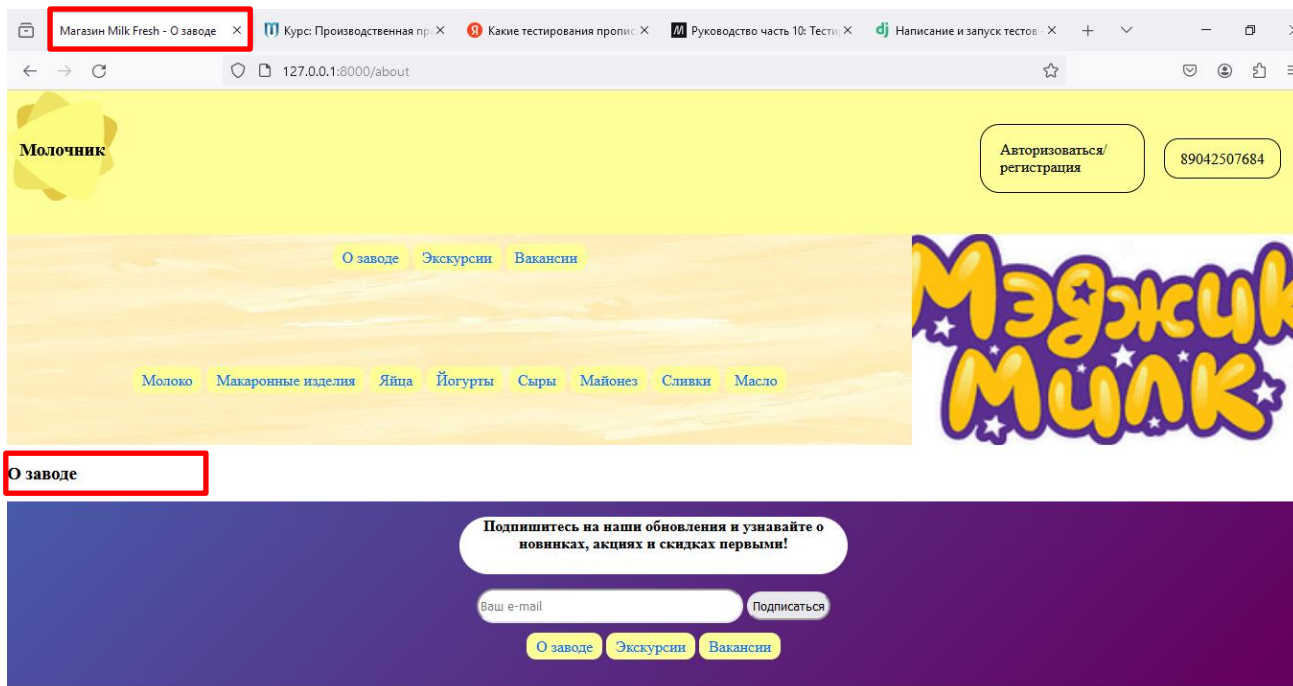 Магазин Milk Fresh - О заводе
Курс: Производственная пр
Какие тестирования пропис
Руководство часть 10: Тести
dj Написание и запуск тестов -
127.0.0.1:8000/about
Молочник
Авторизоваться/
регистрация
89042507684
О заводе Экскурсии Вакансии
Мэджик
Милк
Молоко Макаронные изделия Яйца Йогурты Сыры Майонез Сливки Масло
О заводе
Подпишитесь на наши обновления и узнавайте о
новинках, акциях и скидках первыми!
Ваш e-mail
Подписаться
О заводе Экскурсии Вакансии